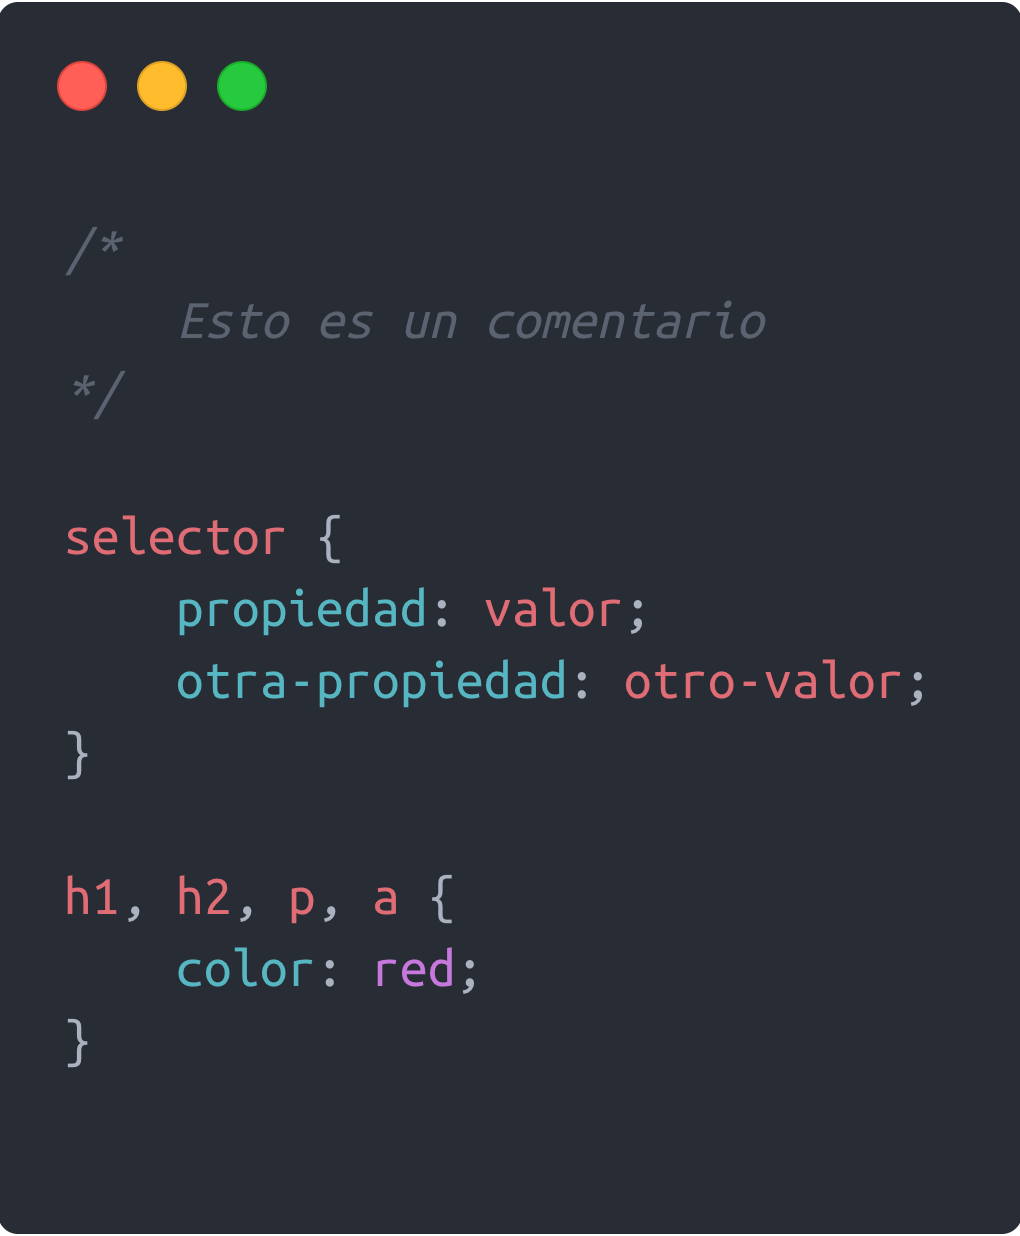 /*
    Esto es un comentario
*/

selector {
    propiedad: valor;
    otra-propiedad: otro-valor;
}

h1, h2, p, a {
    color: red;
}